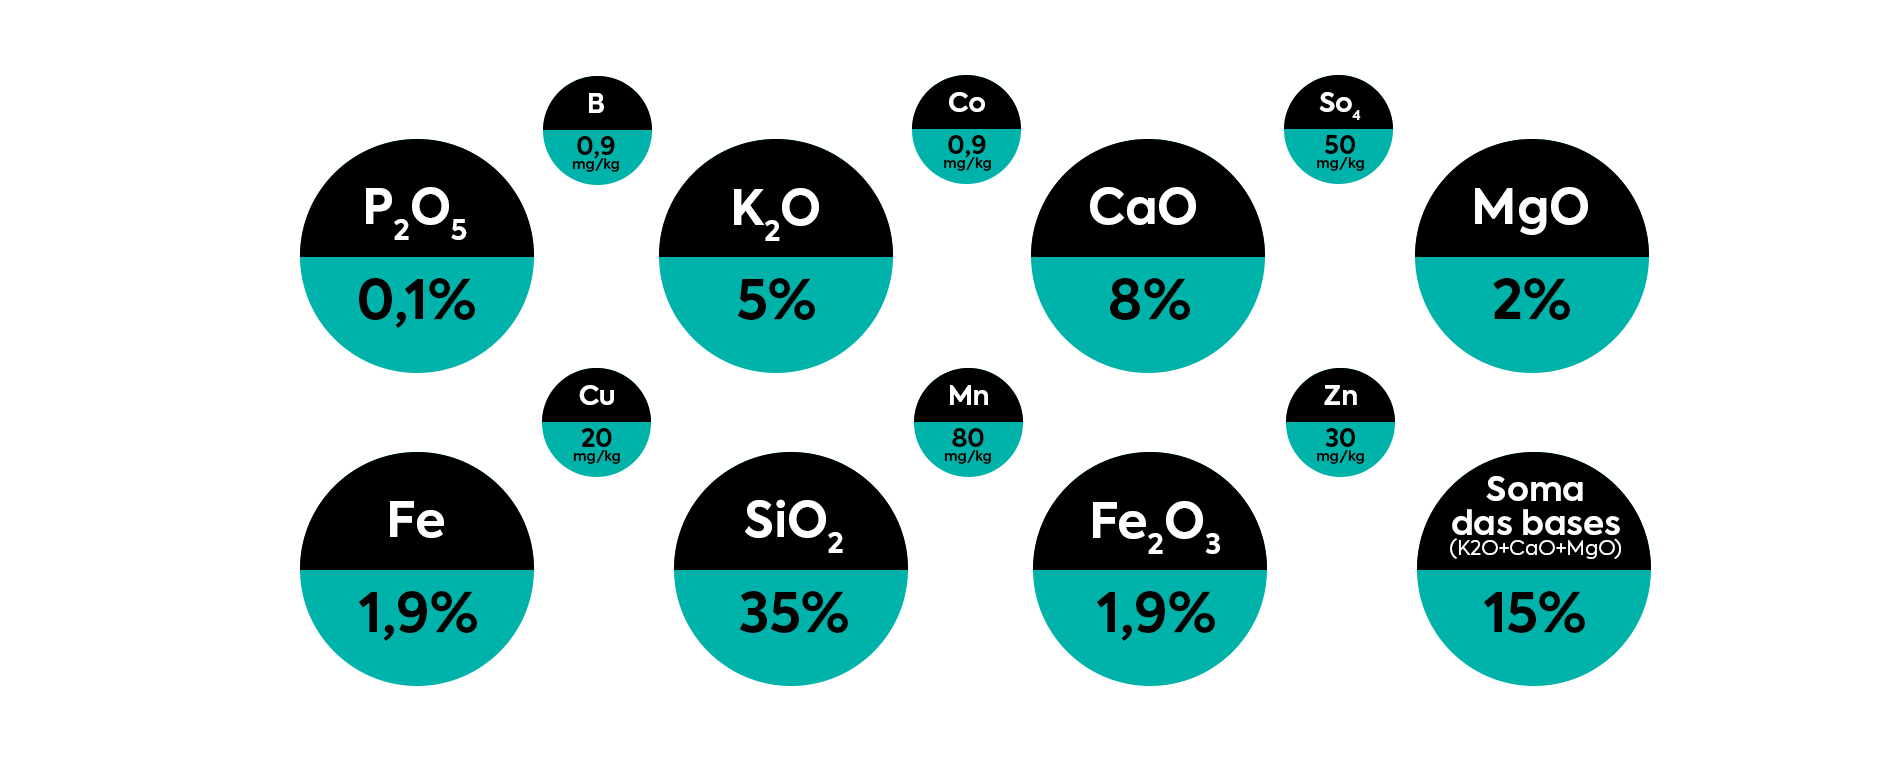 B
0,9
mg/kg
Co
0,9
mg/kg
So₄
50
mg/kg
P₂O₅
0,1%
K₂O
5%
CaO
8%
MgO
2%
Cu
20
mg/kg
Mn
80
mg/kg
Zn
30
mg/kg
Fe
1,9%
SiO₂
35%
Fe₂O₃
1,9%
Soma
das bases
(K2O+CaO+MgO)
15%